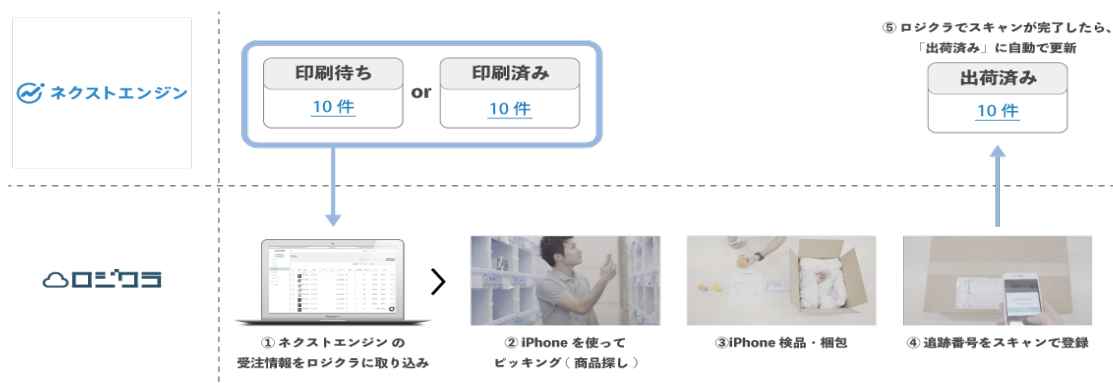 ネクストエンジン
印刷待ち
10 件
or
印刷済み
10 件
⑤ ロジクラでスキャンが完了したら、
「出荷済み」に自動で更新
出荷済み
10 件
ロジクラ
① ネクストエンジン の
受注情報をロジクラに取り込み
② iPhone を使って
ピッキング ( 商品探し )
③iPhone 検品・梱包
④ 追跡番号をスキャンで登録